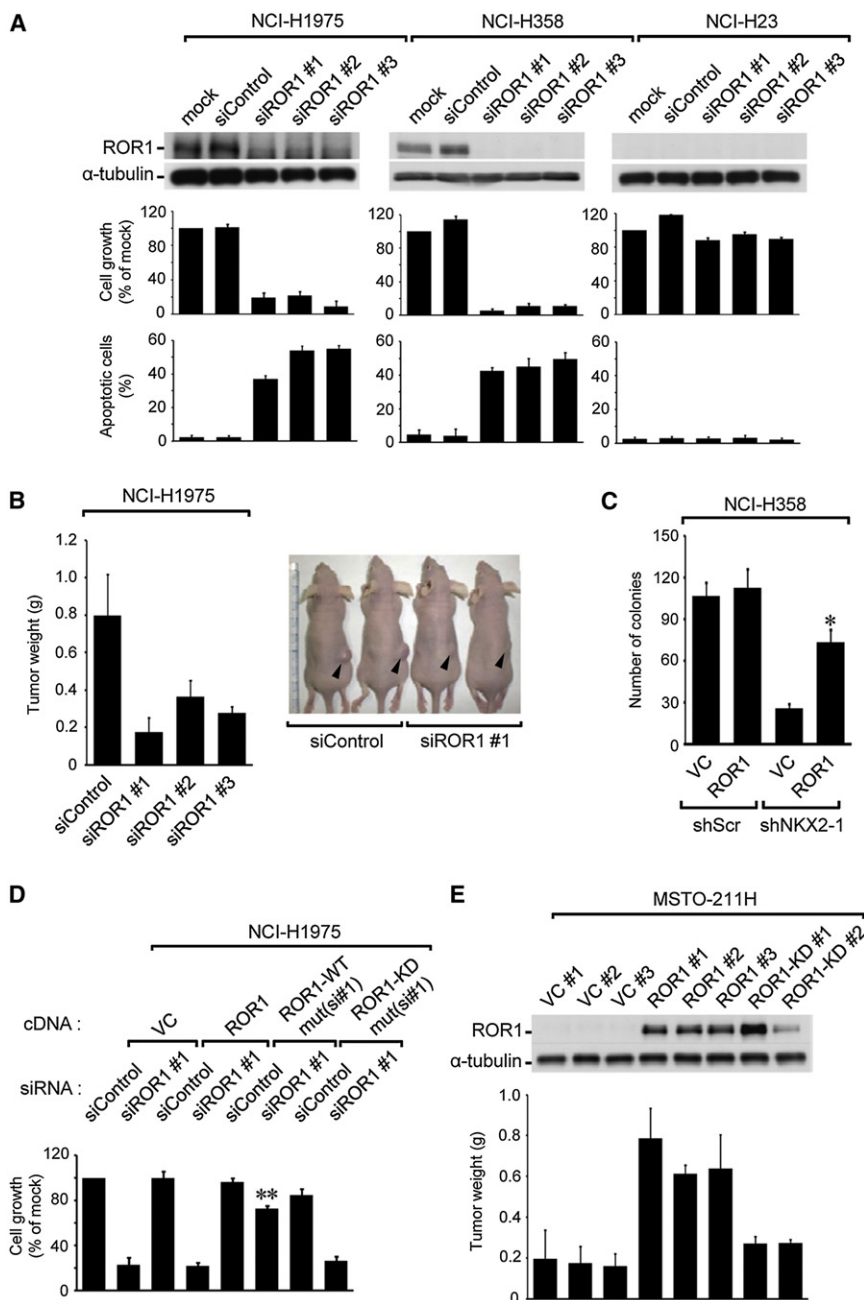 A
NCI-H1975
NCI-H358
NCI-H23
mock
siControl
siROR1 #1
siROR1 #2
siROR1 #3
mock
siControl
siROR1 #1
siROR1 #2
siROR1 #3
mock
siControl
siROR1 #1
siROR1 #2
siROR1 #3
ROR1
α-tubulin
Cell growth
(% of mock)
120
80
40
0
120
80
40
0
120
80
40
0
Apoptotic cells
(%)
60
40
20
0
60
40
20
0
60
40
20
0
B
NCI-H1975
Tumor weight (g)
1.2
1.0
0.8
0.6
0.4
0.2
0
siControl
siROR1 #1
siROR1 #2
siROR1 #3
siControl
siROR1 #1
C
NCI-H358
Number of colonies
150
120
90
60
30
0
*
VC
ROR1
VC
ROR1
shScr
shNKX2-1
D
NCI-H1975
cDNA :
VC
ROR1
ROR1-WT
mut(si#1)
ROR1-KD
mut(si#1)
siRNA :
siControl
siROR1 #1
siControl
siROR1 #1
siControl
siROR1 #1
siControl
siROR1 #1
Cell growth
(% of mock)
120
80
40
0
**
E
MSTO-211H
VC #1
VC #2
VC #3
ROR1 #1
ROR1 #2
ROR1 #3
ROR1-KD #1
ROR1-KD #2
ROR1
α-tubulin
Tumor weight (g)
1.0
0.8
0.6
0.4
0.2
0